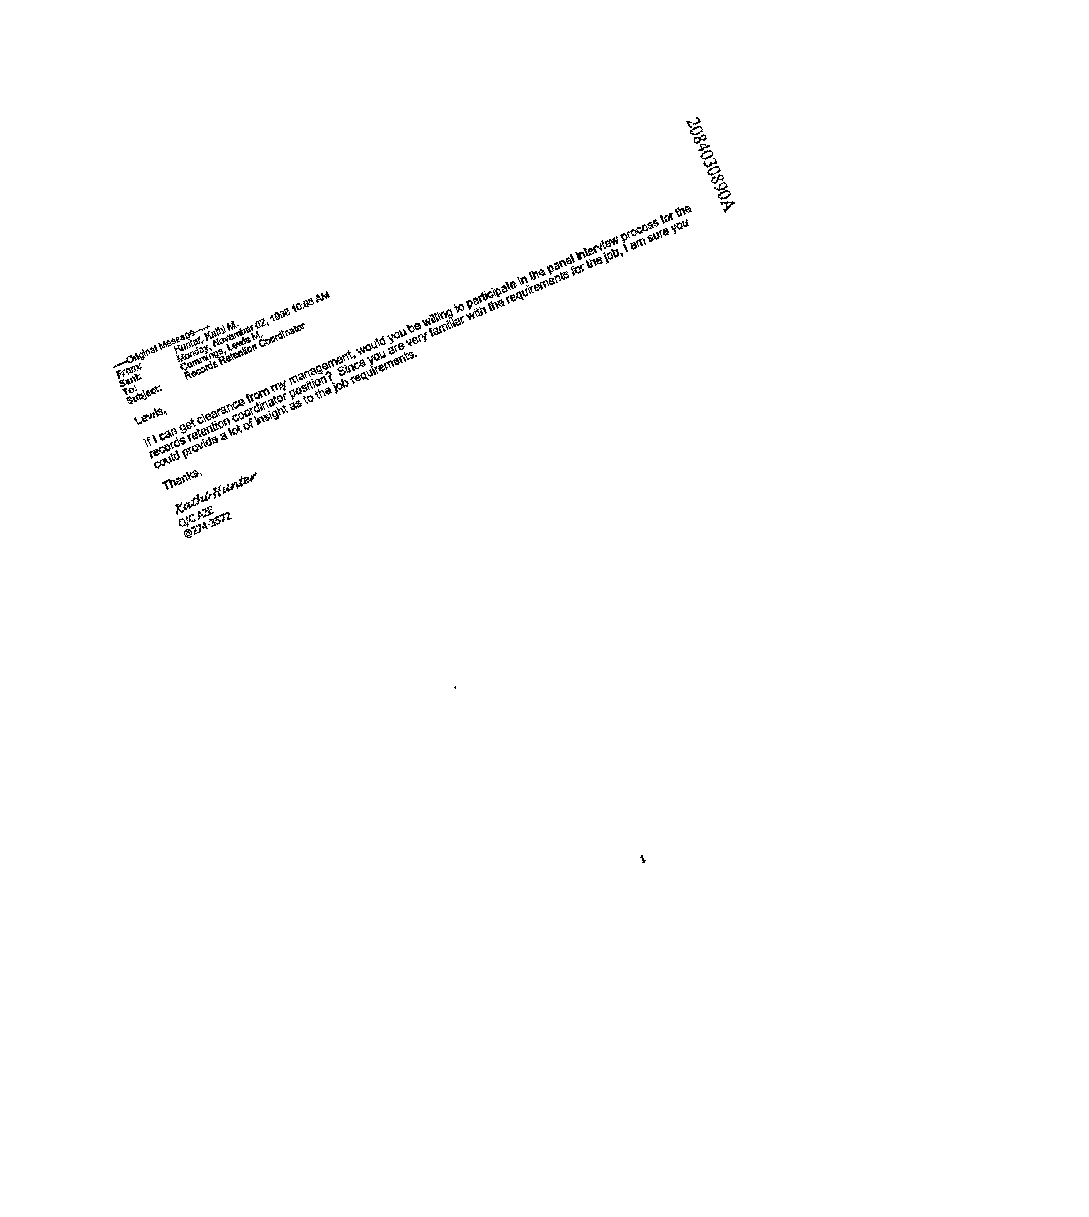 2084030890A
-----Original Message-----
From: Hunter, Kathi M.
Sent: Monday, November 02, 1998 AM
To: Cummings, Lewis M.
Subject: Records Retention Coordinator
Lewis,
If I can get clearance from my management, would you be willing to participate in the panel interview process for the
records retention coordinator position? Since you are very familiar with the requirements for the job, I am sure you
could provide a lot of insight as to the job requirements.
Thanks,
Kathi Hunter
O/C A2E
@274-3572
1